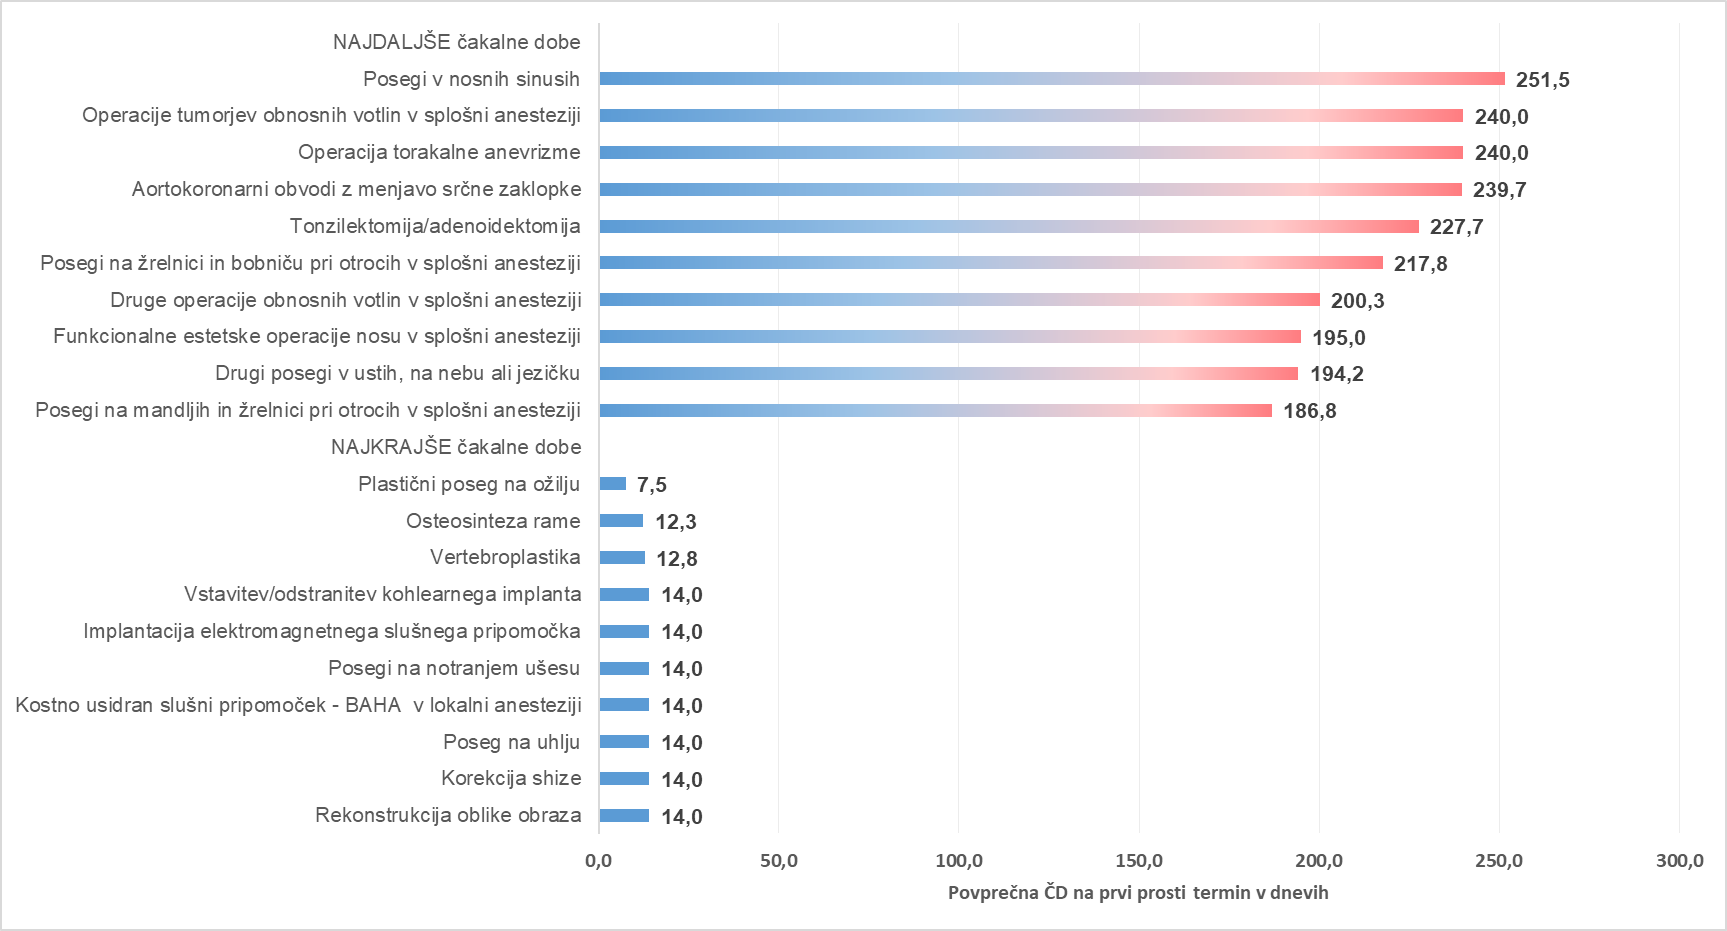 NAJDALJŠE čakalne dobe
Posegi v nosnih sinusih 251,5
Operacije tumorjev obnosnih votlin v splošni anesteziji 240,0
Operacija torakalne anevrizme 240,0
Aortokoronarni obvodi z menjavo srčne zaklopke 239,7
Tonzilektomija/adenoidektomija 227,7
Posegi na žrelnici in bobniču pri otrocih v splošni anesteziji 217,8
Druge operacije obnosnih votlin v splošni anesteziji 200,3
Funkcionalne estetske operacije nosu v splošni anesteziji 195,0
Drugi posegi v ustih, na nebu ali jezičku 194,2
Posegi na mandljih in žrelnici pri otrocih v splošni anesteziji 186,8
NAJKRAJŠE čakalne dobe
Plastični poseg na ožilju 7,5
Osteosinteza rame 12,3
Vertebroplastika 12,8
Vstavitev/odstranitev kohlearnega implanta 14,0
Implantacija elektromagnetnega slušnega pripomočka 14,0
Posegi na notranjem ušesu 14,0
Kostno usidran slušni pripomoček - BAHA  v lokalni anesteziji 14,0
Poseg na uhlju 14,0
Korekcija shize 14,0
Rekonstrukcija oblike obraza 14,0
0,0 50,0 100,0 150,0 200,0 250,0 300,0
Povprečna ČD na prvi prosti termin v dnevih